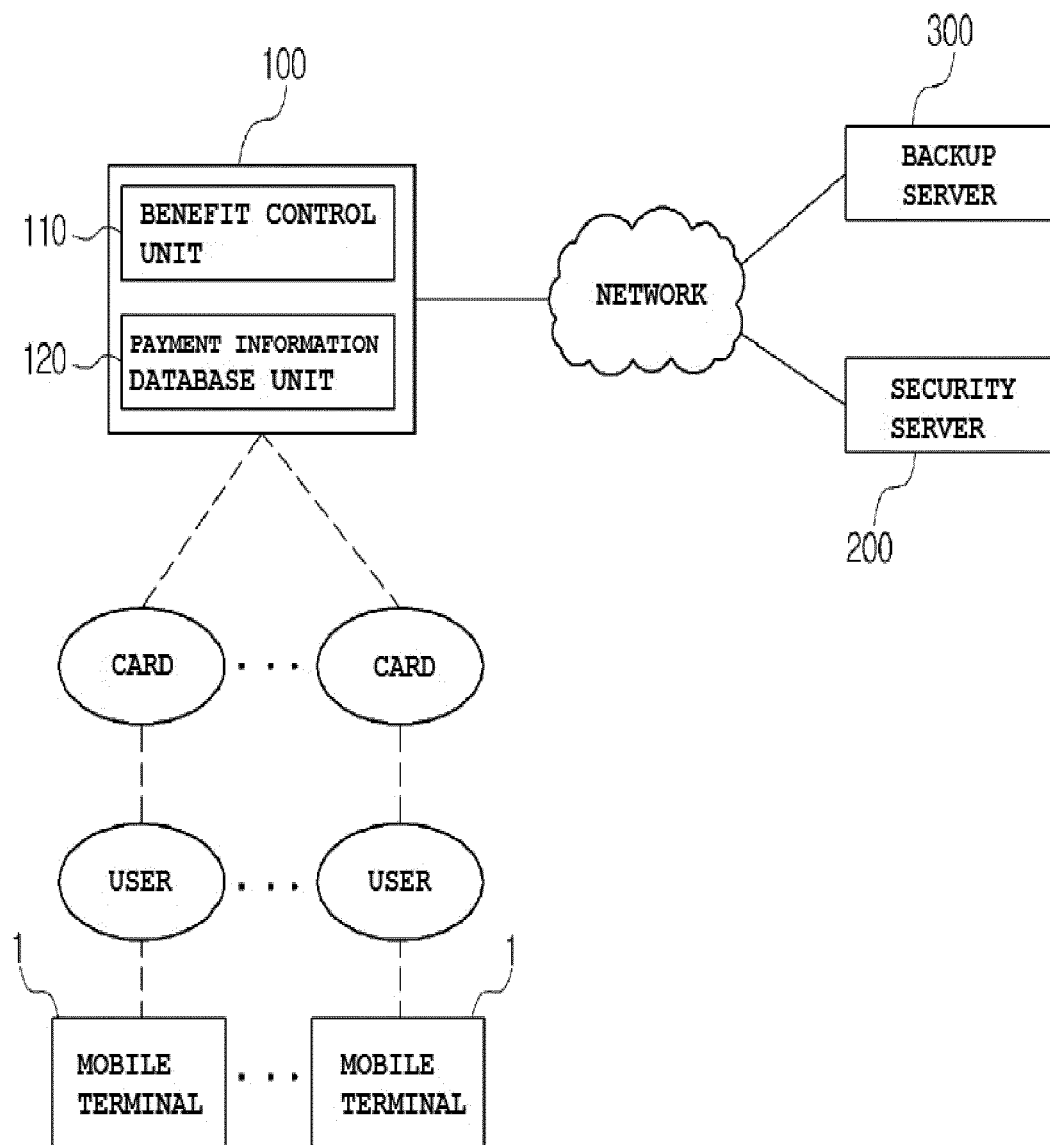 300
100
BACKUP
SERVER
110
BENEFIT CONTROL
UNIT
NETWORK
120
PAYMENT INFORMATION
DATABASE UNIT
SECURITY
SERVER
200
CARD ... CARD
USER ... USER
1 1
MOBILE
TERMINAL
...
MOBILE
TERMINAL